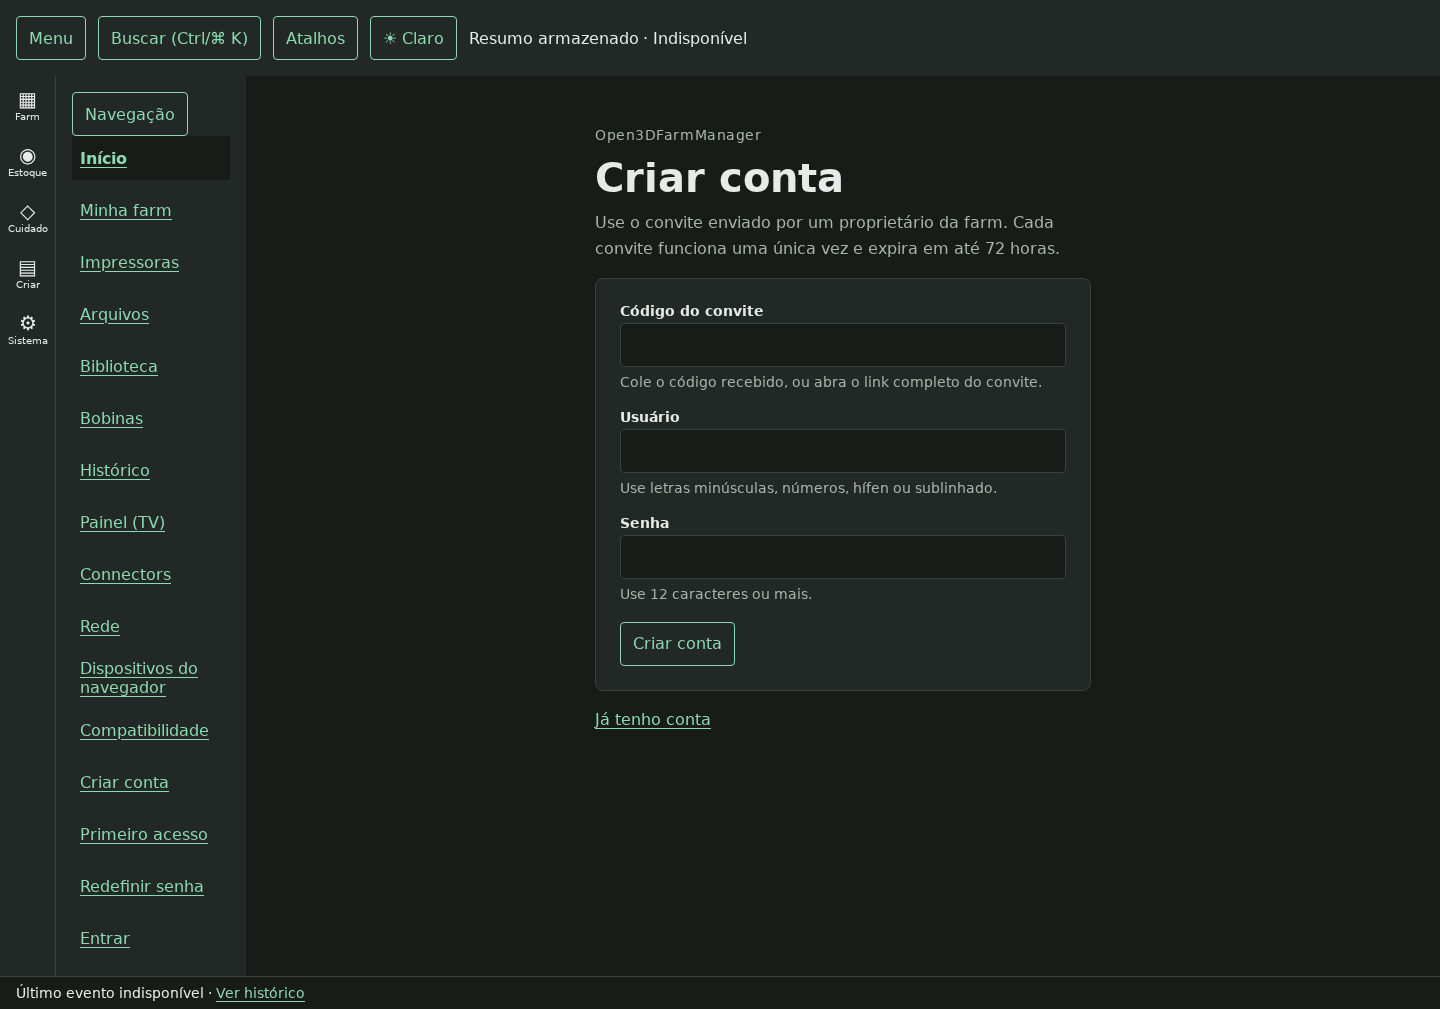 Menu
Buscar (Ctrl/⌘ K)
Atalhos
☀ Claro
Resumo armazenado · Indisponível
Farm
Estoque
Cuidado
Criar
Sistema
Navegação
Início
Minha farm
Impressoras
Arquivos
Biblioteca
Bobinas
Histórico
Painel (TV)
Connectors
Rede
Dispositivos do
navegador
Compatibilidade
Criar conta
Primeiro acesso
Redefinir senha
Entrar
Open3DFarmManager
Criar conta
Use o convite enviado por um proprietário da farm. Cada
convite funciona uma única vez e expira em até 72 horas.
Código do convite
Cole o código recebido, ou abra o link completo do convite.
Usuário
Use letras minúsculas, números, hífen ou sublinhado.
Senha
Use 12 caracteres ou mais.
Criar conta
Já tenho conta
Último evento indisponível · Ver histórico